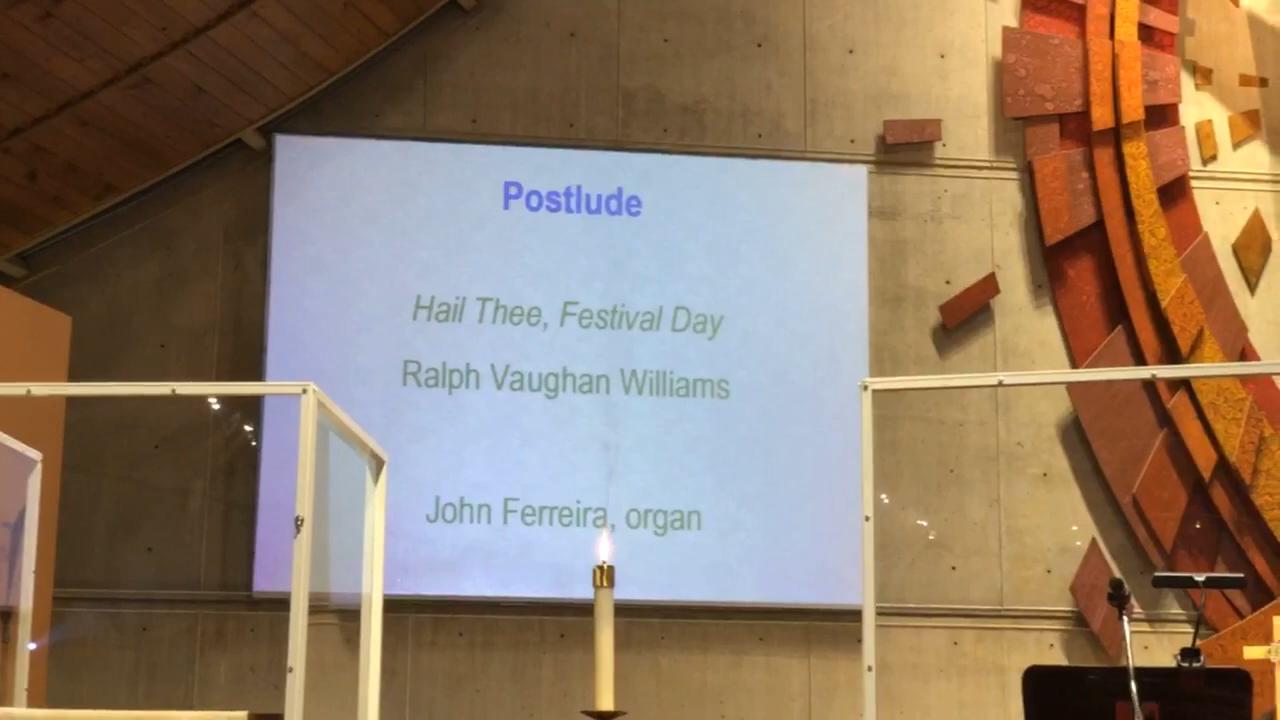 Postlude
Hail Thee, Festival Day
Ralph Vaughan Williams
John Ferreira, organ